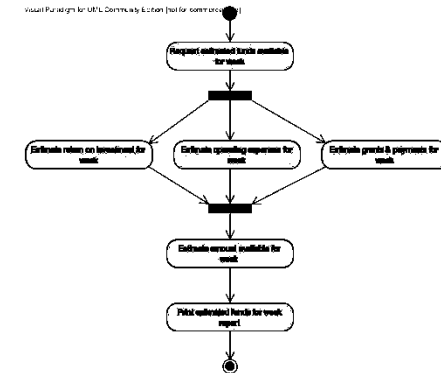 Visual Paradigm for UML Community Edition [not for commercial use]
Request estimated funds available
for week
Estimate return on investment for
week
Estimate operating expenses for
week
Estimate grants & payments for
week
Estimate amount available for
week
Print estimated funds for week
report